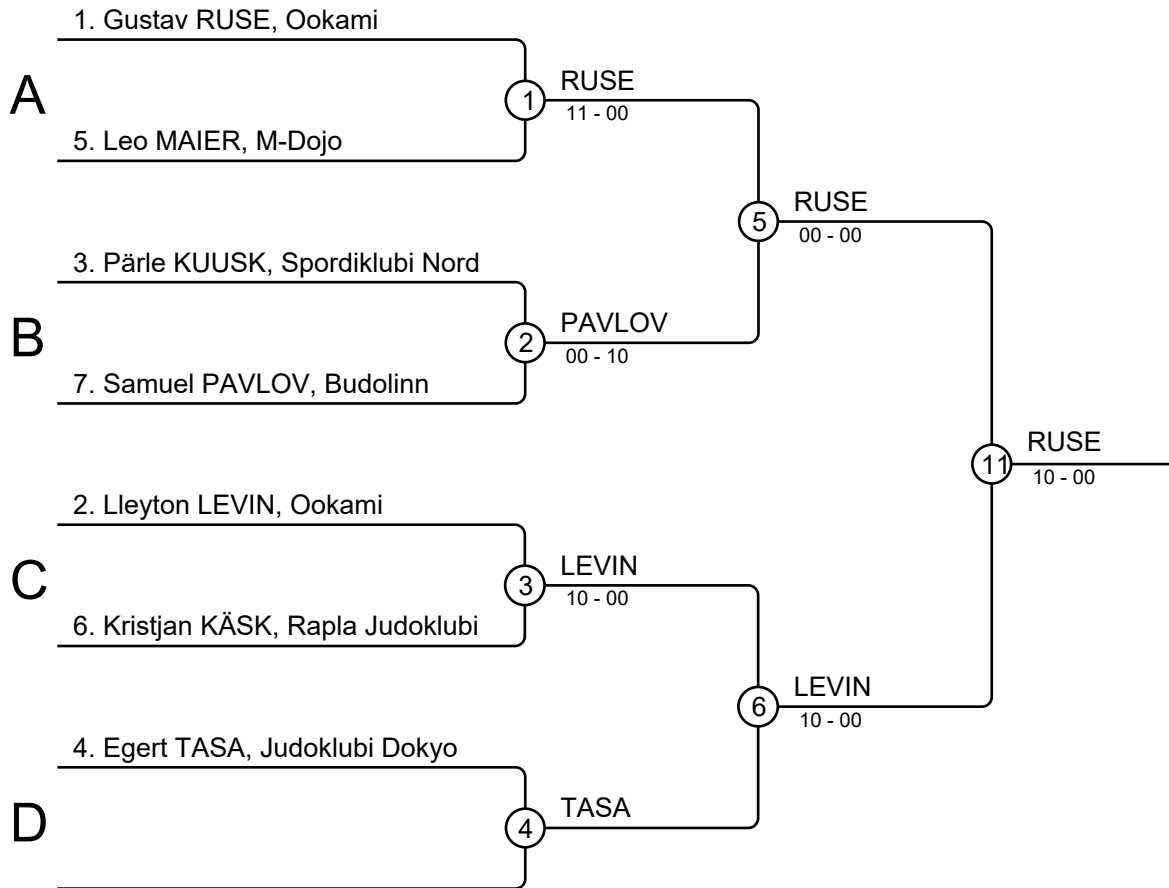 1. Gustav RUSE, Ookami
A
1
RUSE
11 - 00
5. Leo MAIER, M-Dojo
5
RUSE
00 - 00
3. Pärle KUUSK, Spordiklubi Nord
B
2
PAVLOV
00 - 10
7. Samuel PAVLOV, Budolinn
11
RUSE
10 - 00
2. Lleyton LEVIN, Ookami
C
3
LEVIN
10 - 00
6. Kristjan KÄSK, Rapla Judoklubi
6
LEVIN
10 - 00
4. Egert TASA, Judoklubi Dokyo
D
4
TASA